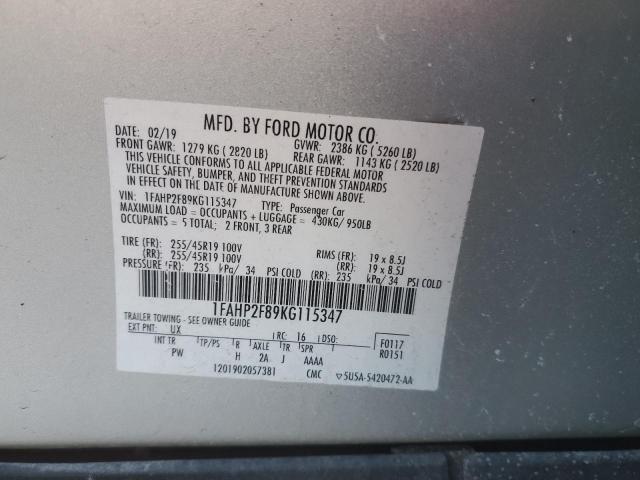 MFD. BY FORD MOTOR CO.
DATE: 02/19 GVWR: 2386 KG ( 5260 LB)
FRONT GAWR: 1279 KG ( 2820 LB) REAR GAWR: 1143 KG ( 2520 LB)
THIS VEHICLE CONFORMS TO ALL APPLICABLE FEDERAL MOTOR
VEHICLE SAFETY, BUMPER, AND THEFT PREVENTION STANDARDS
IN EFFECT ON THE DATE OF MANUFACTURE SHOWN ABOVE.
VIN: 1FAHP2F89KG115347 TYPE: Passenger Car
MAXIMUM LOAD = OCCUPANTS + LUGGAGE = 430KG/ 950LB
OCCUPANTS = 5 TOTAL; 2 FRONT, 3 REAR
TIRE (FR): 255/45R19 100V RIMS (FR): 19 x 8.5J
(RR): 255/45R19 100V (RR): 19 x 8.5J
PRESSURE (FR): 235 kPa/ 34 PSI COLD (RR): 235 kPa/ 34 PSI COLD
1FAHP2F89KG115347
TRAILER TOWING - SEE OWNER GUIDE
EXT PNT: UX RC: 16 DSO: F0117
INT TR TP/PS R AXLE TR SPR R0151
PW H 2A J AAAA
1201902057381 CMC ▽5U5A-5420472-AA